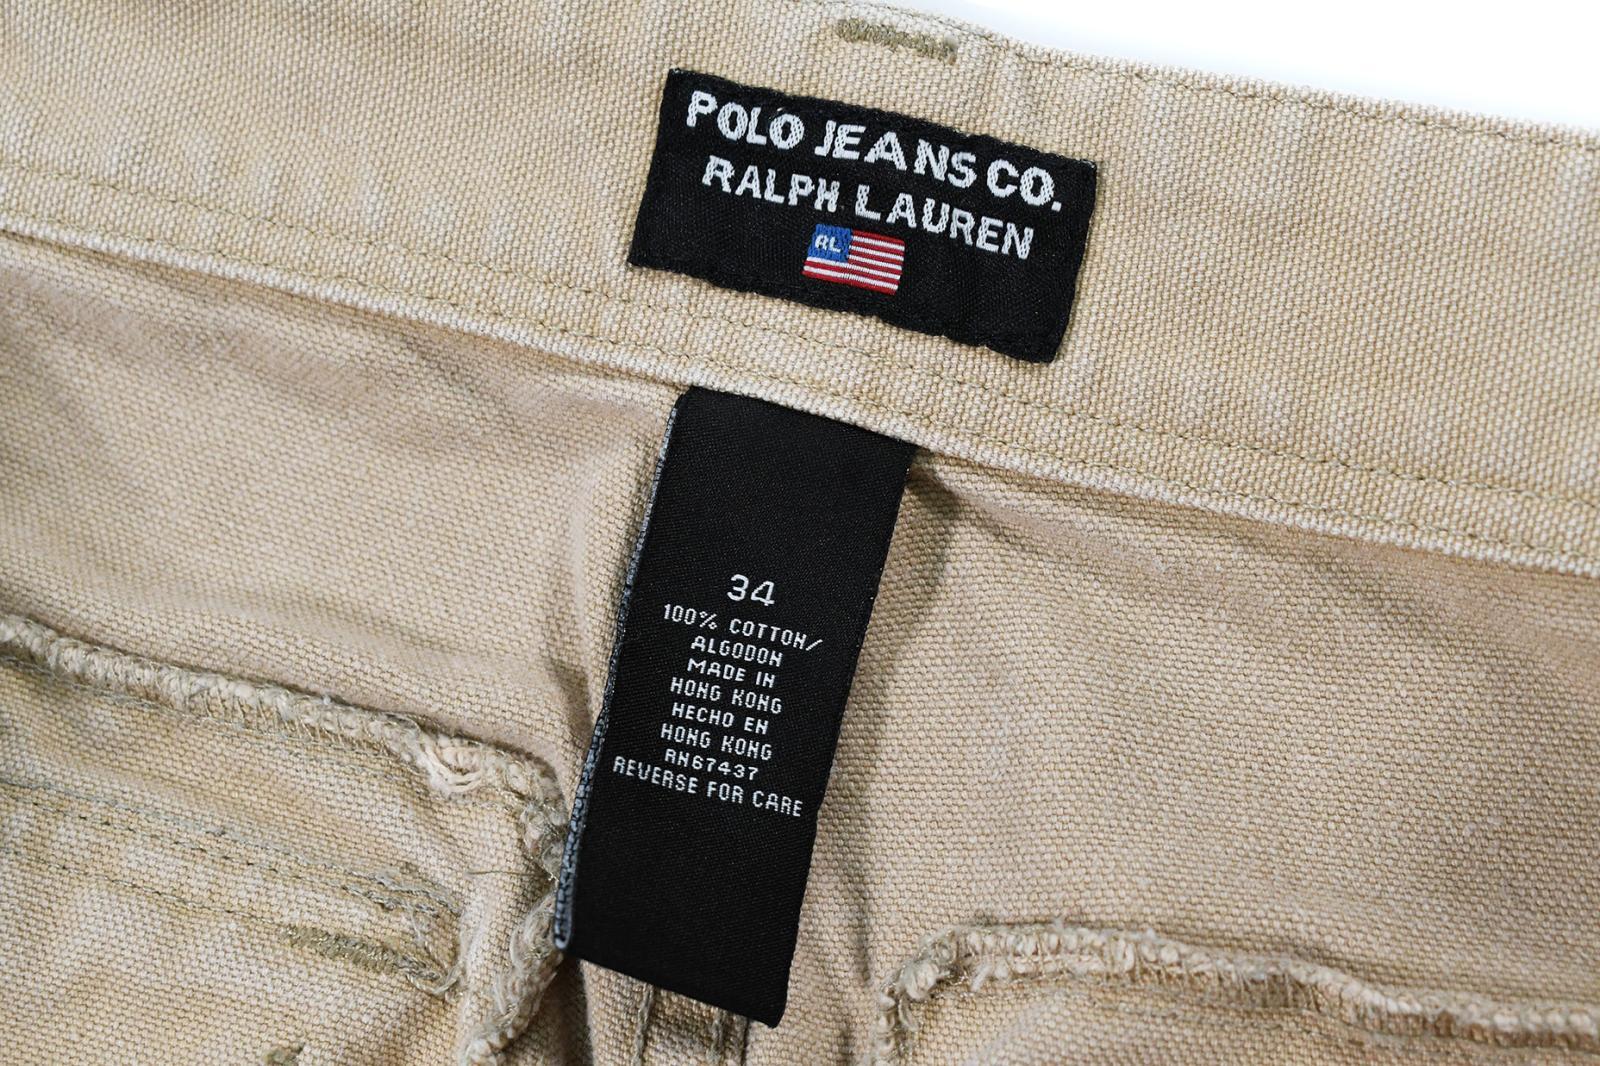 POLO JEANS CO.
RALPH LAUREN
RL
34
100% COTTON/
ALGODON
MADE IN
HONG KONG
HECHO EN
HONG KONG
RN67437
REVERSE FOR CARE